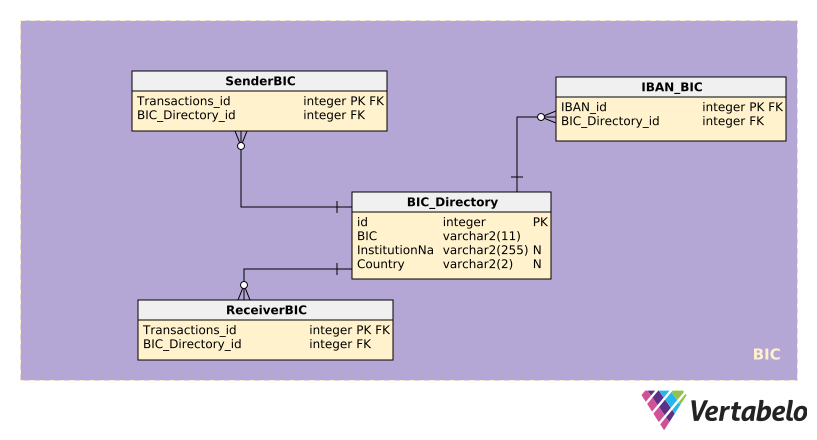 SenderBIC
Transactions_id integer PK FK
BIC_Directory_id integer FK
IBAN_BIC
IBAN_id integer PK FK
BIC_Directory_id integer FK
BIC_Directory
id integer PK
BIC varchar2(11)
InstitutionNa varchar2(255) N
Country varchar2(2) N
ReceiverBIC
Transactions_id integer PK FK
BIC_Directory_id integer FK
BIC
Vertabelo